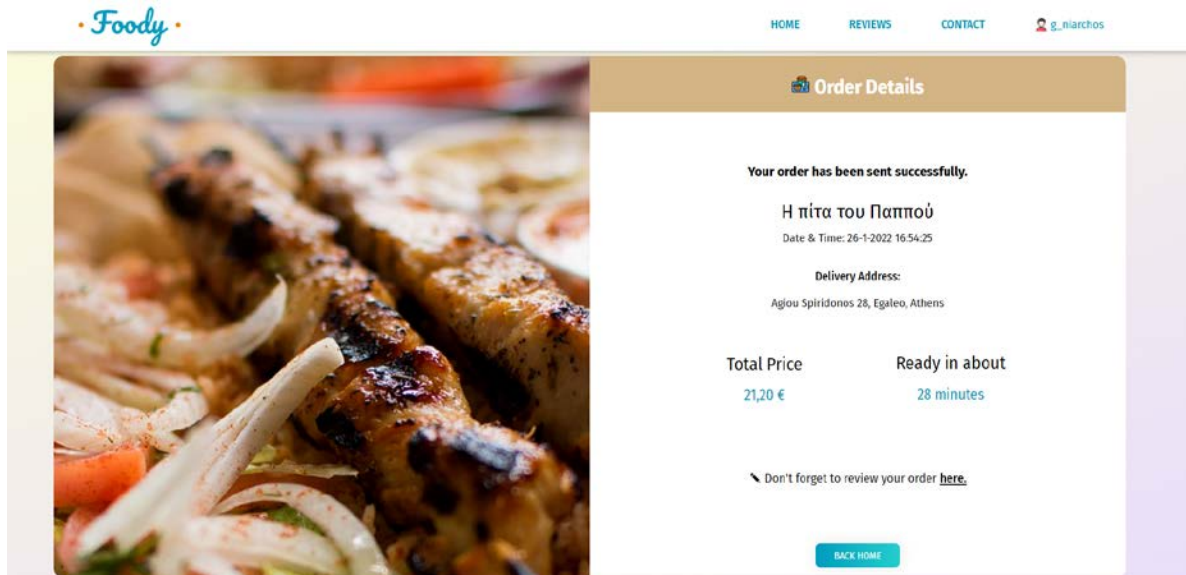 Foody
HOME REVIEWS CONTACT g_niarchos
Order Details
Your order has been sent successfully.
Η πίτα του Παππού
Date & Time: 26-1-2022 16:54:25
Delivery Address:
Agiou Spiridonos 28, Egaleo, Athens
Total Price Ready in about
21,20 € 28 minutes
Don't forget to review your order here.
BACK HOME